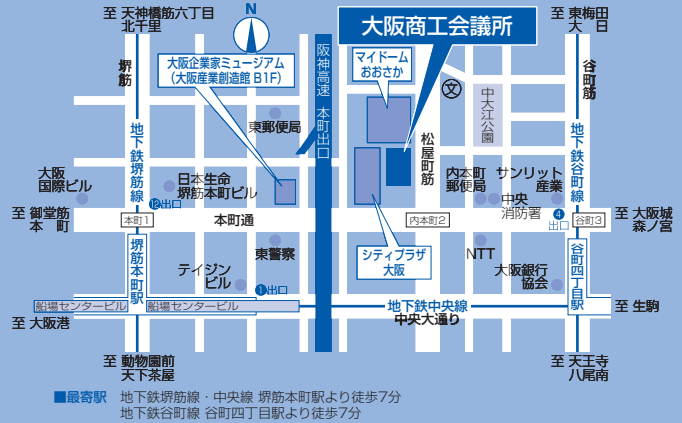 至 天神橋筋六丁目
北千里
N
大阪商工会議所
至 東梅田
大 日
堺筋
大阪企業家ミュージアム
(大阪産業創造館 B1F)
阪神高速 本町出口
マイドーム
おおさか
文
中大江公園
谷町筋
東郵便局
地下鉄堺筋線
松屋町筋
地下鉄谷町線
大阪
国際ビル
日本生命
堺筋本町ビル
内本町
郵便局
サンリット
産業
中央
消防署
⑫出口
④
出口
至 御堂筋
本 町
本町1
本町通
内本町2
谷町3
至 大阪城
森ノ宮
堺筋本町駅
東警察
シティプラザ
大阪
NTT
谷町四丁目駅
テイジン
ビル
大阪銀行
協会
①出口
船場センタービル
船場センタービル
地下鉄中央線
中央大通り
至 生駒
至 大阪港
至 動物園前
天下茶屋
至 天王寺
八尾南
■最寄駅 地下鉄堺筋線・中央線 堺筋本町駅より徒歩7分
地下鉄谷町線 谷町四丁目駅より徒歩7分